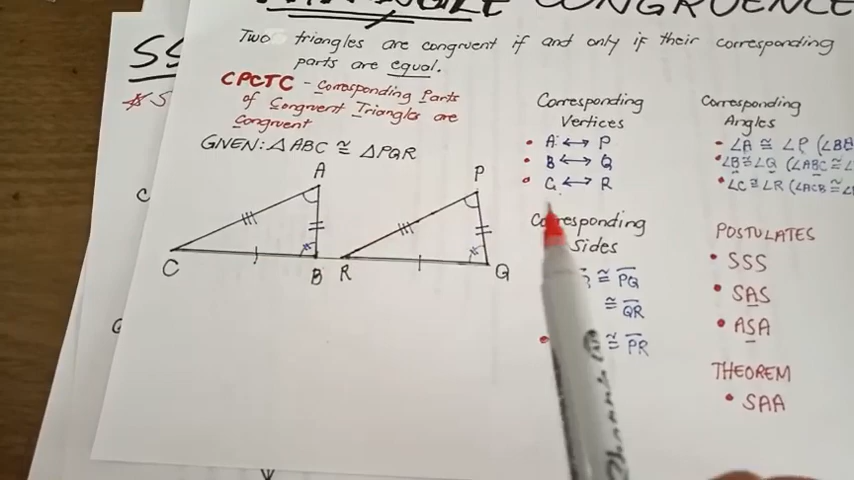 CONGRUENCE
SS
Two triangles are congruent if and only if their corresponding
parts are equal.
CPCTC - Corresponding Parts
of Congruent Triangles are
Congruent
GIVEN: △ABC ≅ △PQR
A
C
B
P
R
Q
Corresponding
Vertices
• A ↔ P
• B ↔ Q
• C ↔ R
Corresponding
Sides
≅ PQ
≅ QR
≅ PR
Corresponding
Angles
• ∠A ≅ ∠P (∠BA
• ∠B ≅ ∠Q (∠ABC ≅ ∠
• ∠C ≅ ∠R (∠ACB ≅ ∠
POSTULATES
• SSS
• SAS
• ASA
THEOREM
• SAA